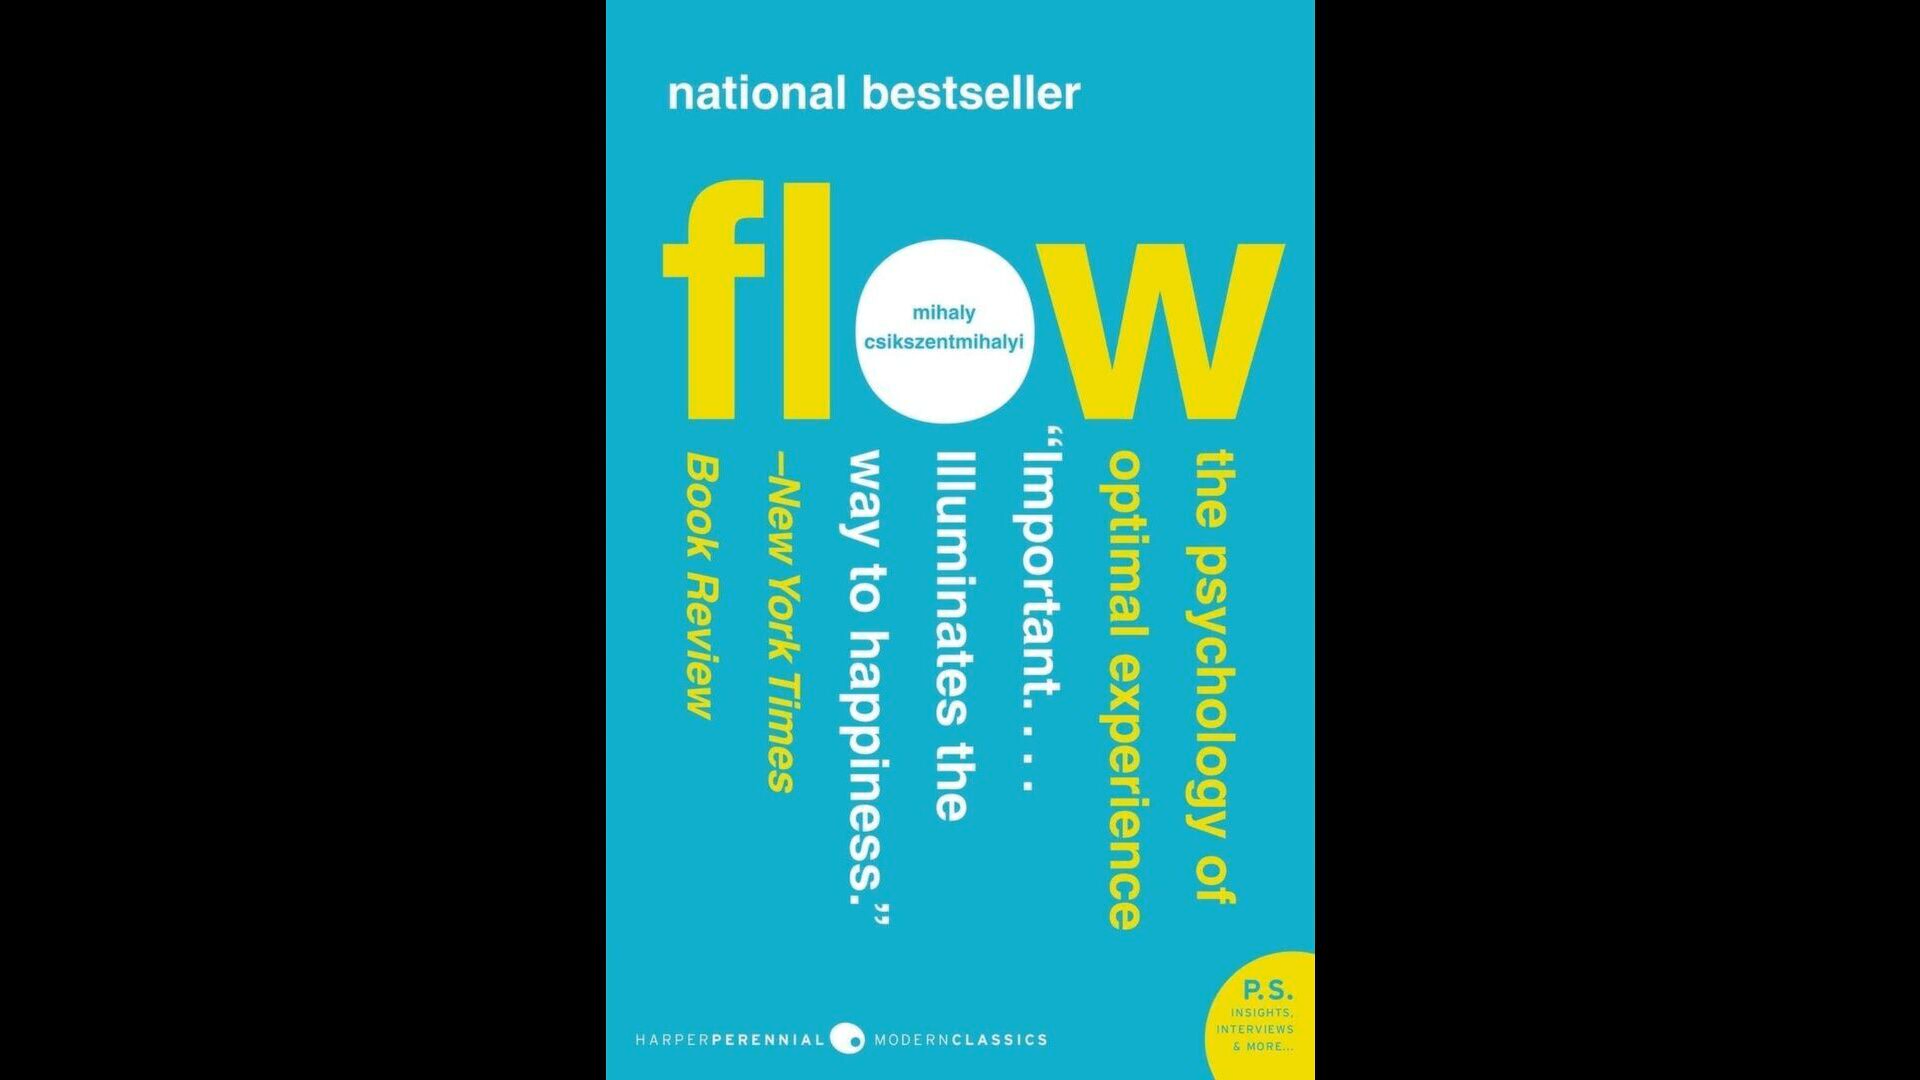 national bestseller
flow
mihaly
csikszentmihalyi
the psychology of
optimal experience
“Important. . . .
Illuminates the
way to happiness.”
–New York Times
Book Review
P.S.
INSIGHTS,
INTERVIEWS
& MORE...
HARPERPERENNIAL MODERNCLASSICS